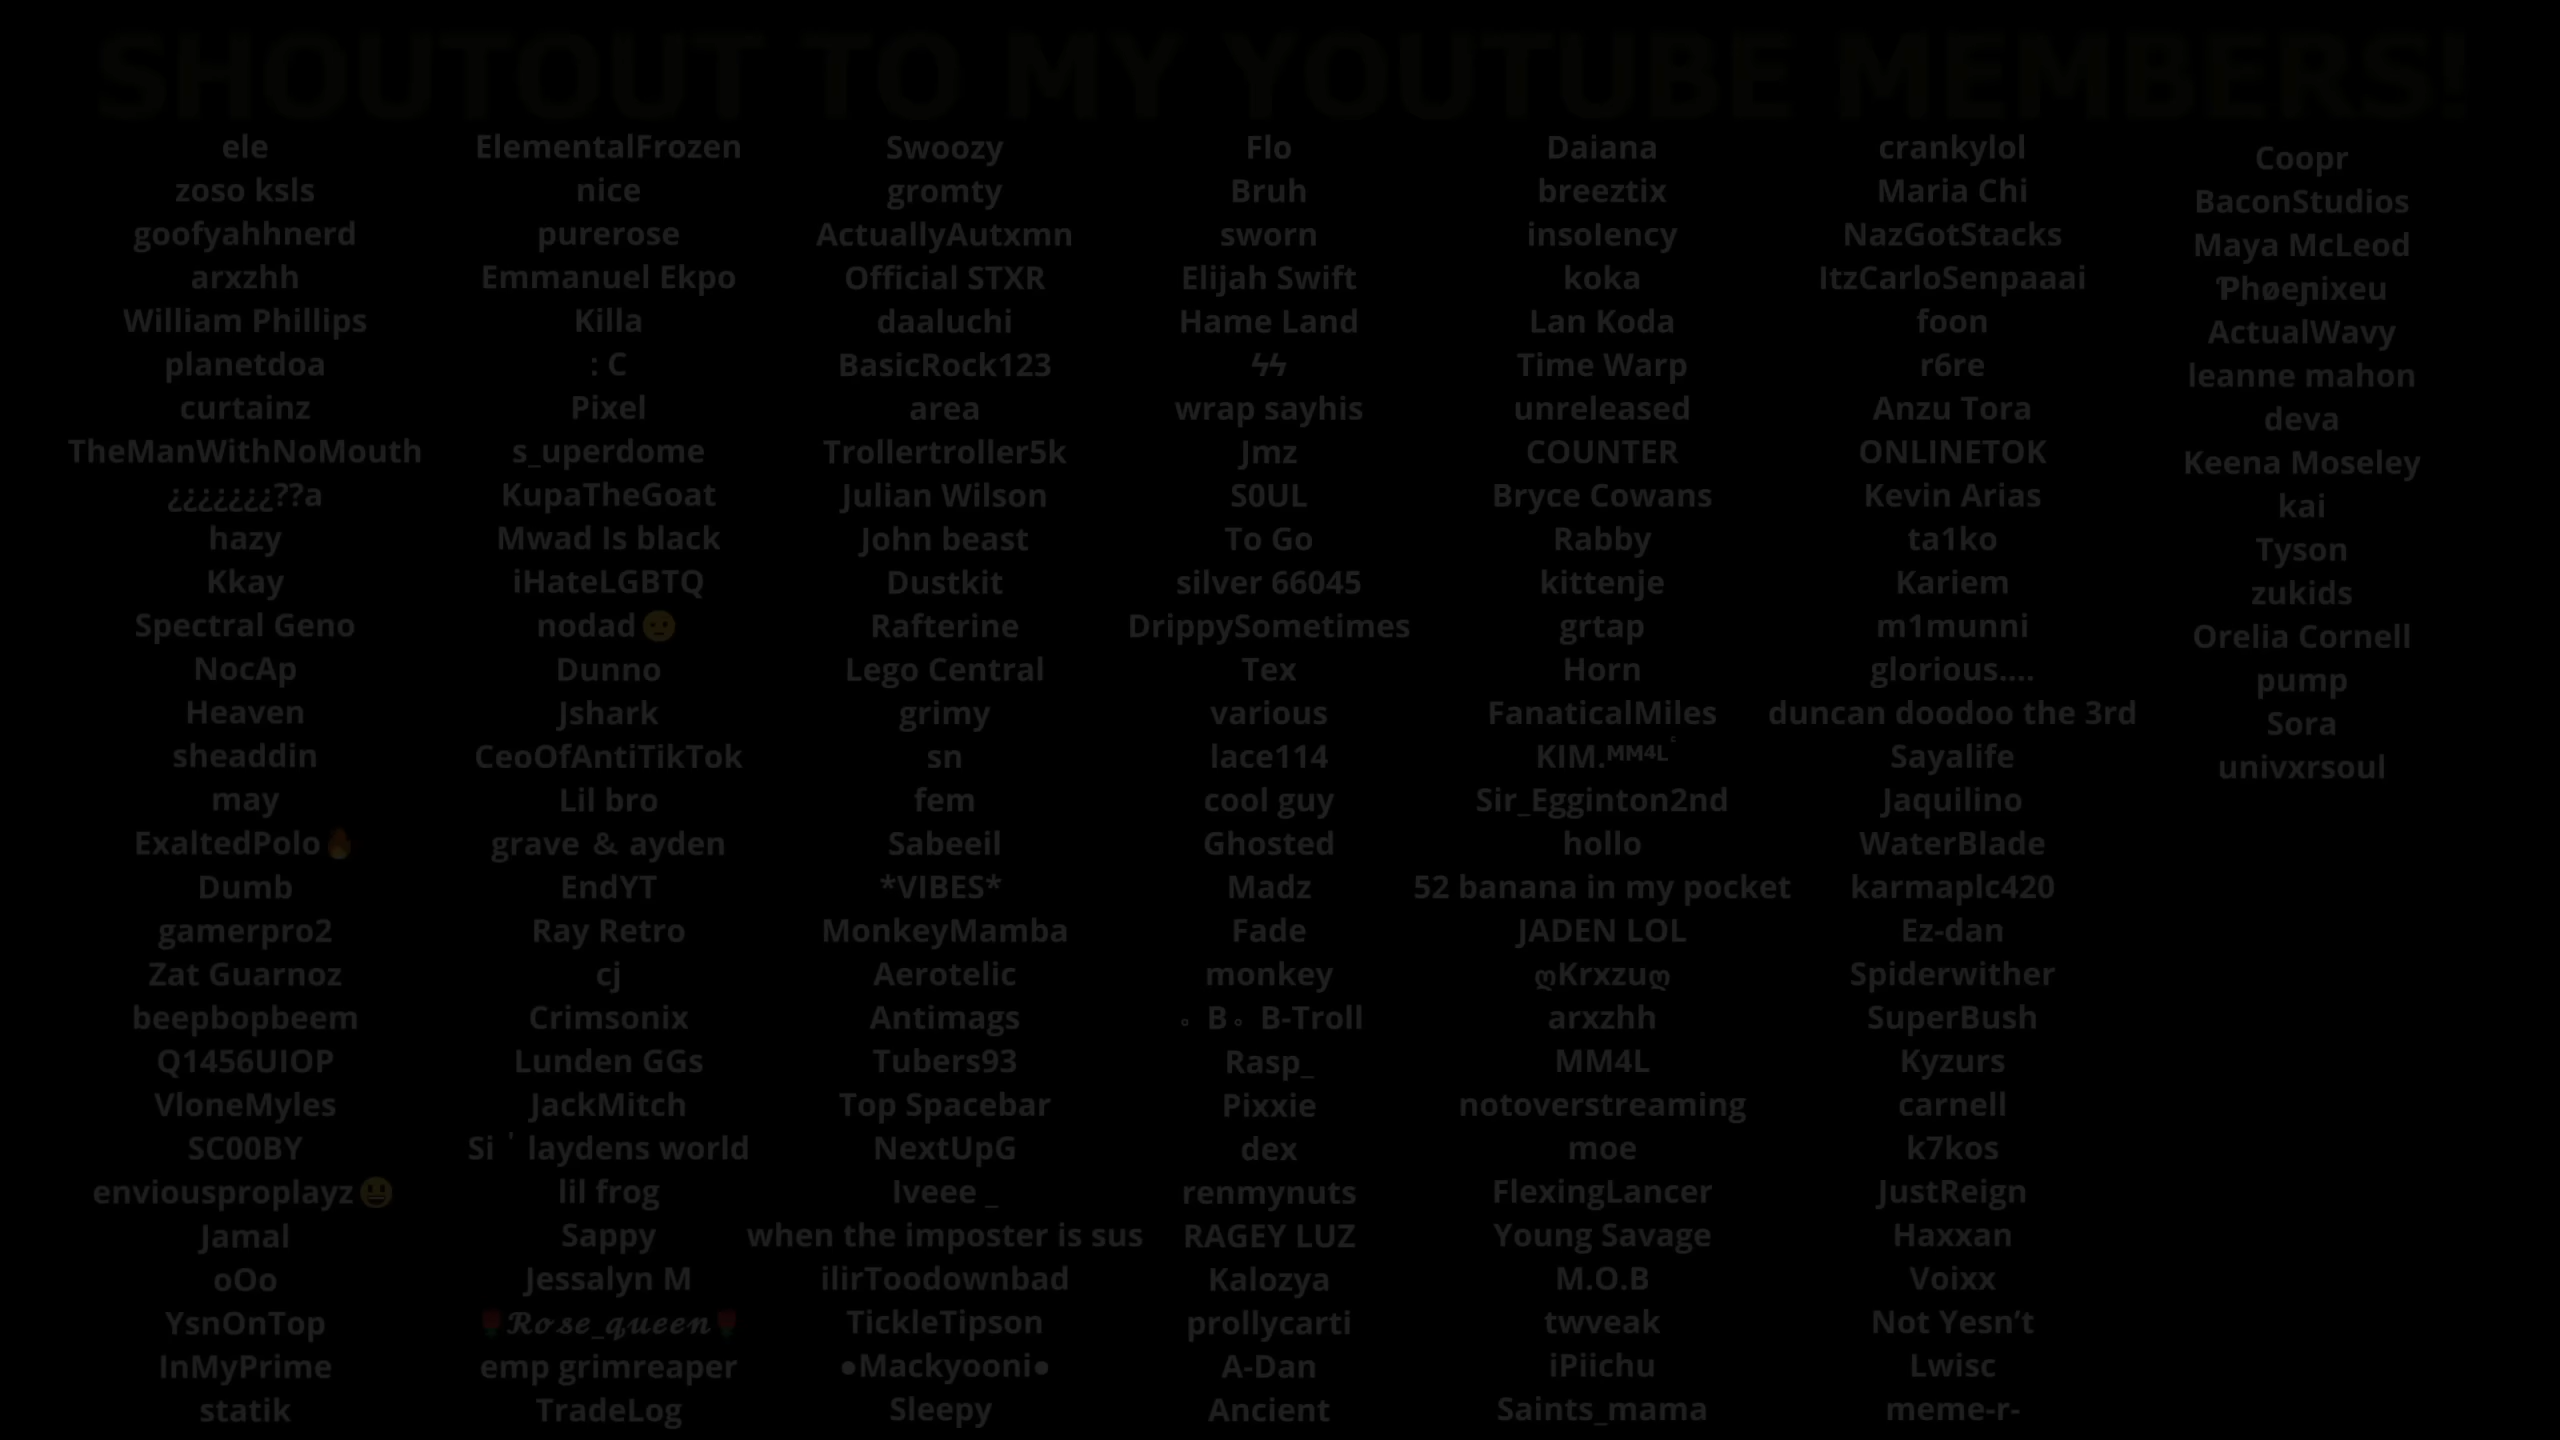 SHOUTOUT TO MY YOUTUBE MEMBERS!
ele
zoso ksls
goofyahhnerd
arxzhh
William Phillips
planetdoa
curtainz
TheManWithNoMouth
¿¿¿¿¿¿¿??a
hazy
Kkay
Spectral Geno
NocAp
Heaven
sheaddin
may
ExaltedPolo🔥
Dumb
gamerpro2
Zat Guarnoz
beepbopbeem
Q1456UIOP
VloneMyles
SC00BY
enviousproplayz😃
Jamal
oOo
YsnOnTop
InMyPrime
statik
ElementalFrozen
nice
purerose
Emmanuel Ekpo
Killa
: C
Pixel
s_uperdome
KupaTheGoat
Mwad Is black
iHateLGBTQ
nodad😐
Dunno
Jshark
CeoOfAntiTikTok
Lil bro
grave & ayden
EndYT
Ray Retro
cj
Crimsonix
Lunden GGs
JackMitch
Si ' laydens world
lil frog
Sappy
Jessalyn M
🌹𝓡𝓸𝓼𝓮_𝓺𝓾𝓮𝓮𝓷🌹
emp grimreaper
TradeLog
Swoozy
gromty
ActuallyAutxmn
Official STXR
daaluchi
BasicRock123
area
Trollertroller5k
Julian Wilson
John beast
Dustkit
Rafterine
Lego Central
grimy
sn
fem
Sabeeil
*VIBES*
MonkeyMamba
Aerotelic
Antimags
Tubers93
Top Spacebar
NextUpG
Iveee _
when the imposter is sus
ilirToodownbad
TickleTipson
●Mackyooni●
Sleepy
Flo
Bruh
sworn
Elijah Swift
Hame Land
ϟϟ
wrap sayhis
Jmz
S0UL
To Go
silver 66045
DrippySometimes
Tex
various
lace114
cool guy
Ghosted
Madz
Fade
monkey
。B。B-Troll
Rasp_
Pixxie
dex
renmynuts
RAGEY LUZ
Kalozya
prollycarti
A-Dan
Ancient
Daiana
breeztix
insolency
koka
Lan Koda
Time Warp
unreleased
COUNTER
Bryce Cowans
Rabby
kittenje
grtap
Horn
FanaticalMiles
KIM.ᴹᴹ⁴ᴸ՛
Sir_Egginton2nd
hollo
52 banana in my pocket
JADEN LOL
ღKrxzuღ
arxzhh
MM4L
notoverstreaming
moe
FlexingLancer
Young Savage
M.O.B
twveak
iPiichu
Saints_mama
crankylol
Maria Chi
NazGotStacks
ItzCarloSenpaaai
foon
r6re
Anzu Tora
ONLINETOK
Kevin Arias
ta1ko
Kariem
m1munni
glorious....
duncan doodoo the 3rd
Sayalife
Jaquilino
WaterBlade
karmaplc420
Ez-dan
Spiderwither
SuperBush
Kyzurs
carnell
k7kos
JustReign
Haxxan
Voixx
Not Yesn’t
Lwisc
meme-r-
Coopr
BaconStudios
Maya McLeod
Ƥhøeɲixeu
ActualWavy
leanne mahon
deva
Keena Moseley
kai
Tyson
zukids
Orelia Cornell
pump
Sora
univxrsoul